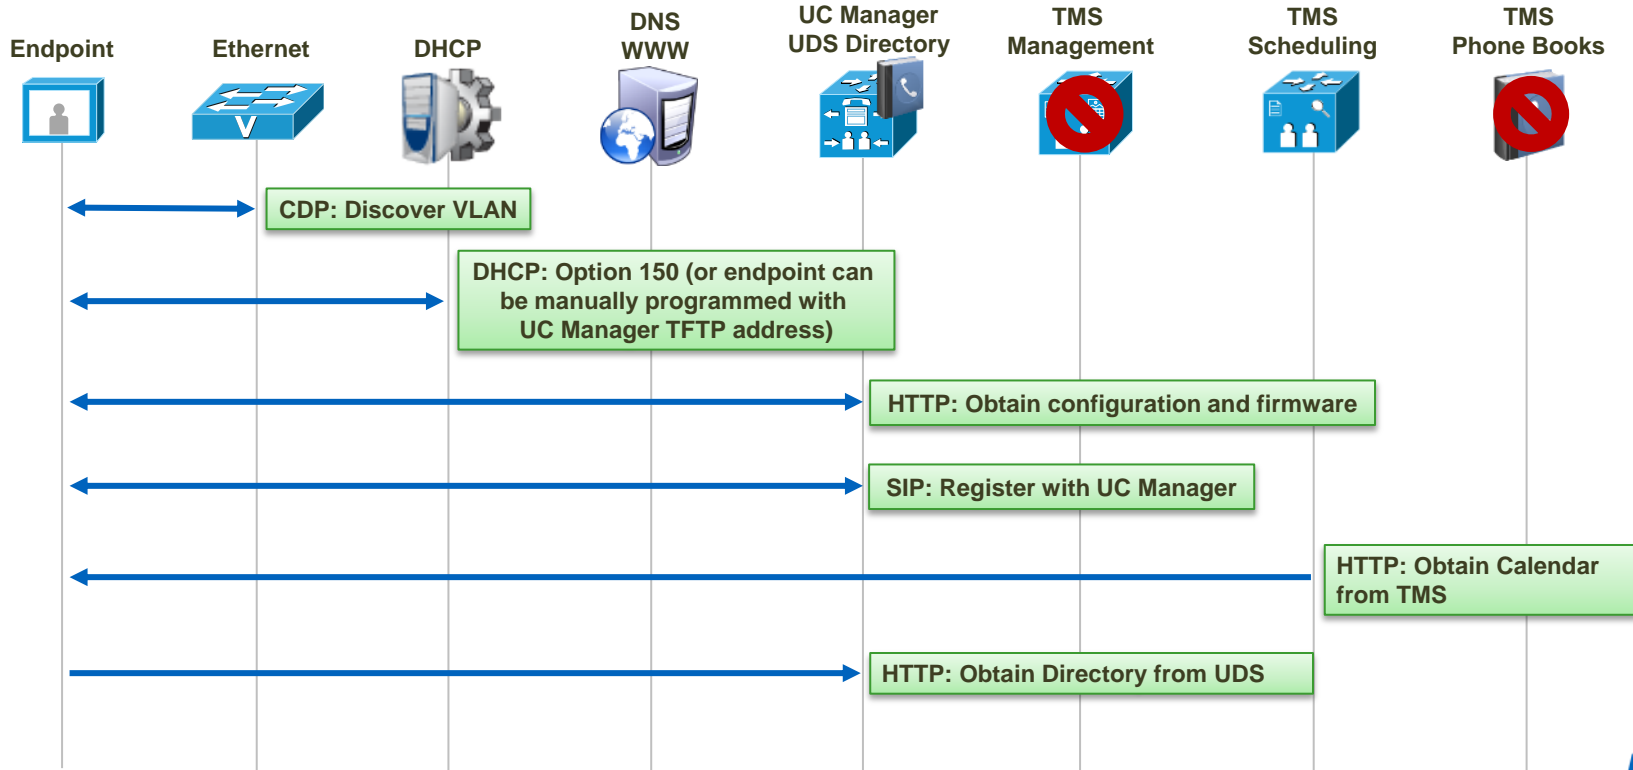 Endpoint
Ethernet
DHCP
DNS
WWW
UC Manager
UDS Directory
TMS
Management
TMS
Scheduling
TMS
Phone Books
V
CDP: Discover VLAN
DHCP: Option 150 (or endpoint can
be manually programmed with
UC Manager TFTP address)
HTTP: Obtain configuration and firmware
SIP: Register with UC Manager
HTTP: Obtain Calendar
from TMS
HTTP: Obtain Directory from UDS